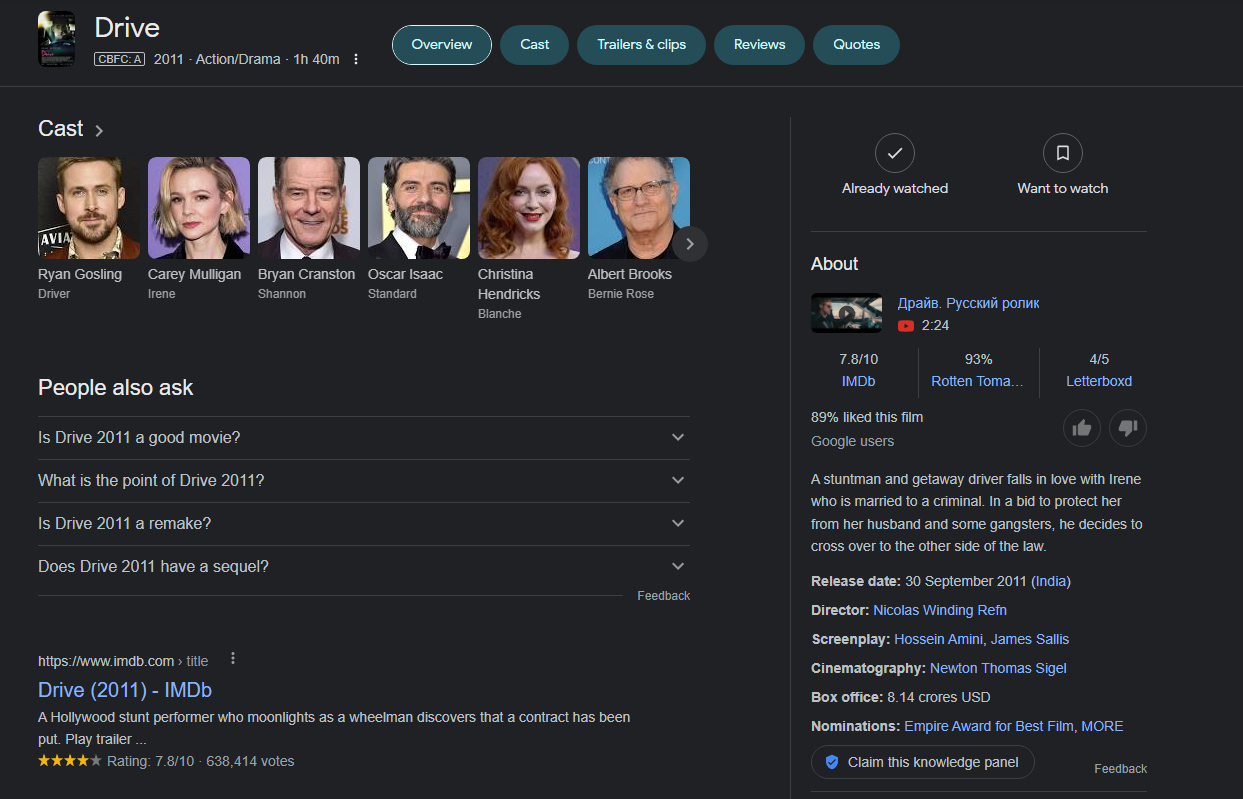 Drive
CBFC: A 2011 · Action/Drama · 1h 40m
Overview
Cast
Trailers & clips
Reviews
Quotes
Cast
AVIA
Ryan Gosling
Driver
Carey Mulligan
Irene
Bryan Cranston
Shannon
Oscar Isaac
Standard
Christina
Hendricks
Blanche
Albert Brooks
Bernie Rose
People also ask
Is Drive 2011 a good movie?
What is the point of Drive 2011?
Is Drive 2011 a remake?
Does Drive 2011 have a sequel?
Feedback
https://www.imdb.com › title
Drive (2011) - IMDb
A Hollywood stunt performer who moonlights as a wheelman discovers that a contract has been
put. Play trailer ...
Rating: 7.8/10 · 638,414 votes
Already watched
Want to watch
About
Драйв. Русский ролик
2:24
7.8/10
IMDb
93%
Rotten Toma…
4/5
Letterboxd
89% liked this film
Google users
A stuntman and getaway driver falls in love with Irene
who is married to a criminal. In a bid to protect her
from her husband and some gangsters, he decides to
cross over to the other side of the law.
Release date: 30 September 2011 (India)
Director: Nicolas Winding Refn
Screenplay: Hossein Amini, James Sallis
Cinematography: Newton Thomas Sigel
Box office: 8.14 crores USD
Nominations: Empire Award for Best Film, MORE
Claim this knowledge panel
Feedback